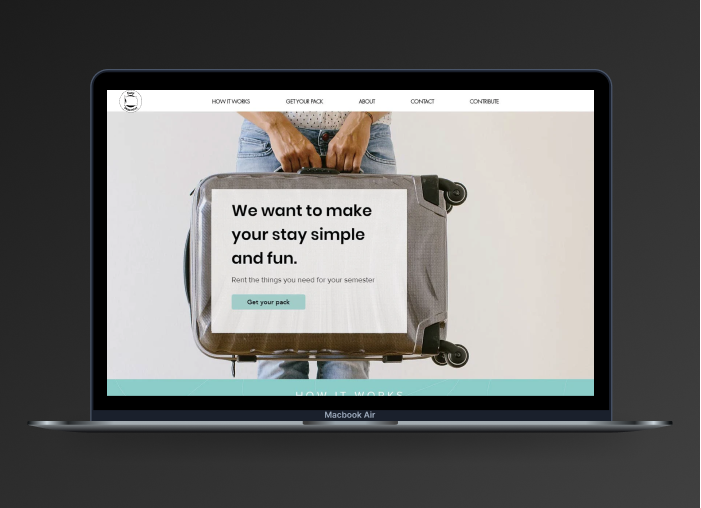 HOW IT WORKS
GET YOUR PACK
ABOUT
CONTACT
CONTRIBUTE
We want to make
your stay simple
and fun.
Rent the things you need for your semester
Get your pack
HOW IT WORKS
Macbook Air